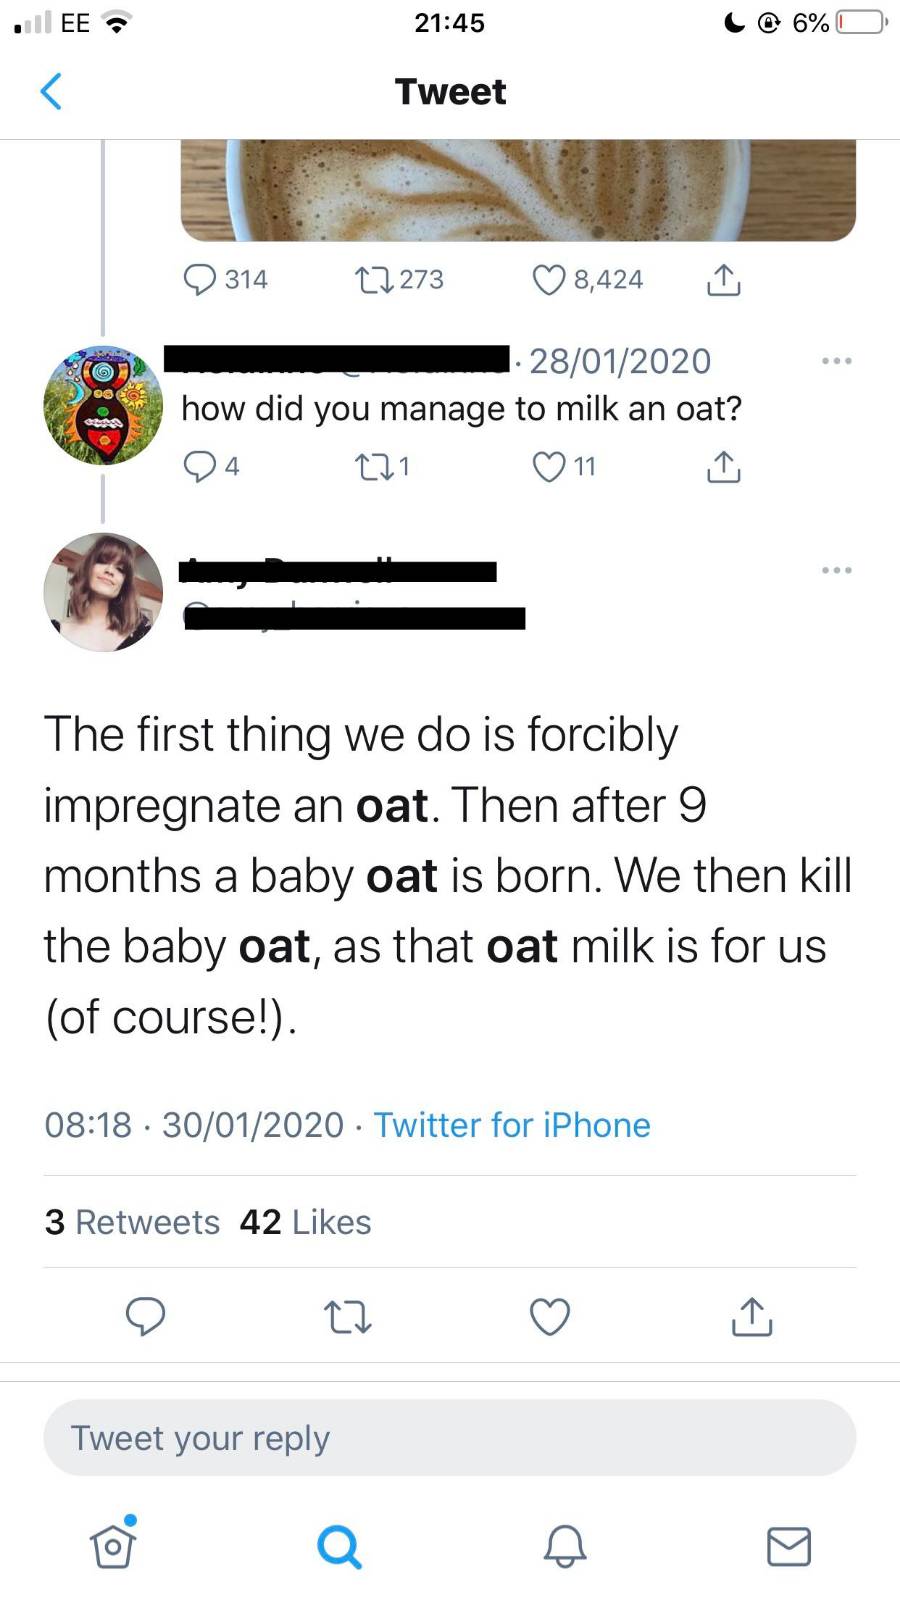 EE 21:45 6%
Tweet
314 273 8,424
· 28/01/2020
how did you manage to milk an oat?
4 1 11
The first thing we do is forcibly
impregnate an oat. Then after 9
months a baby oat is born. We then kill
the baby oat, as that oat milk is for us
(of course!).
08:18 · 30/01/2020 · Twitter for iPhone
3 Retweets 42 Likes
Tweet your reply